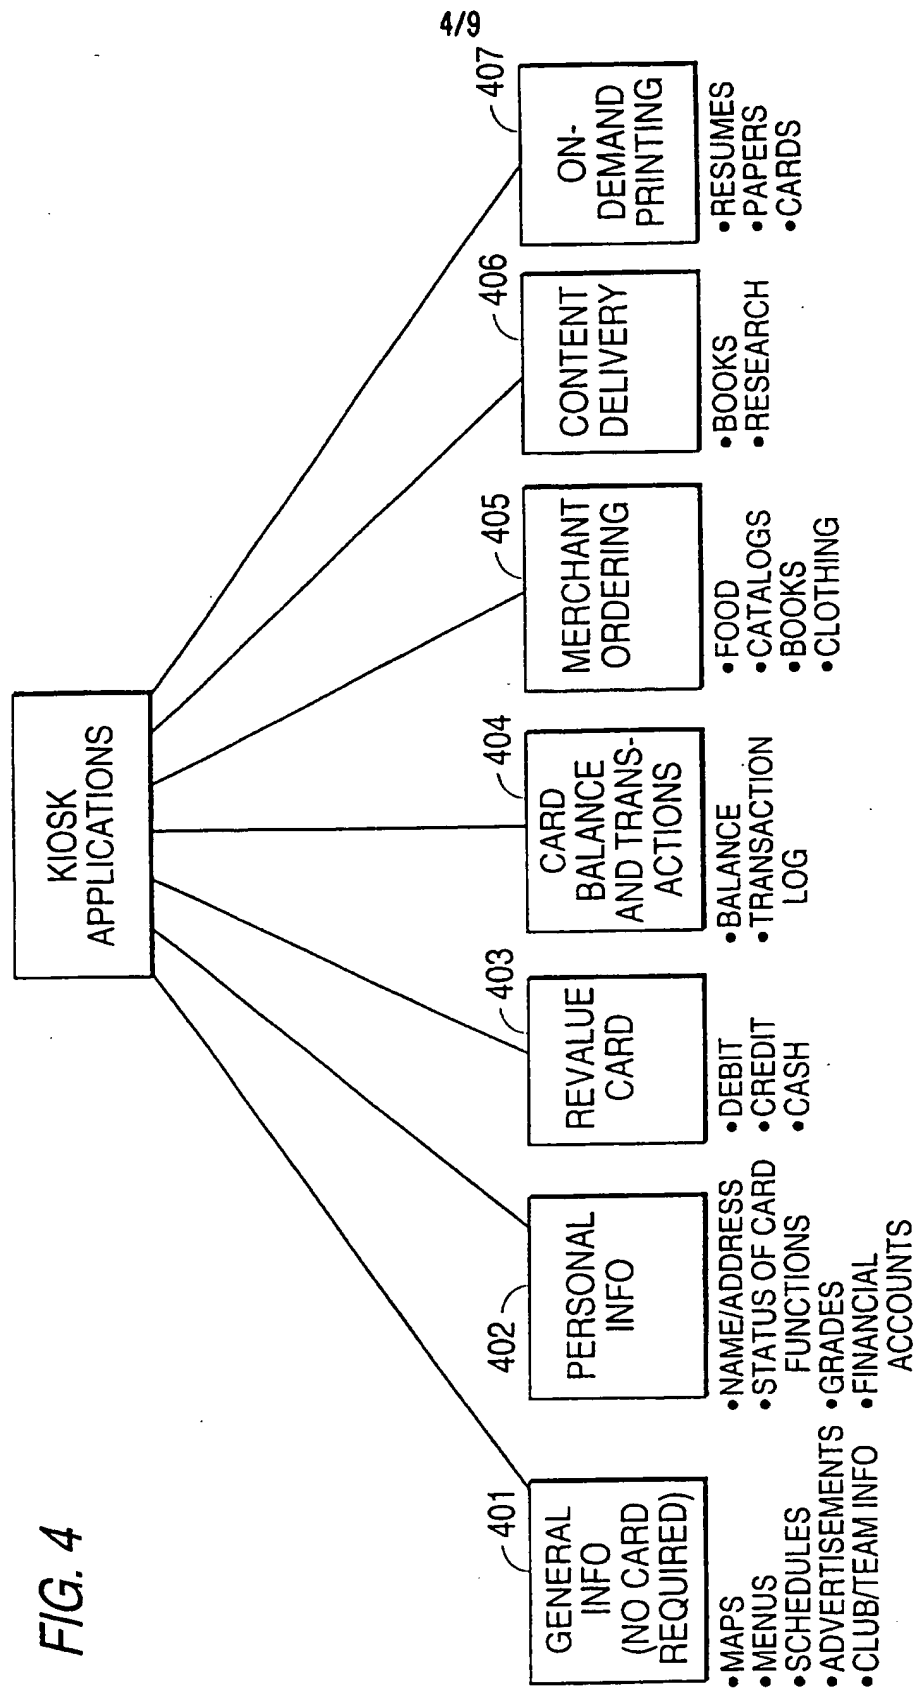 4/9
FIG. 4
KIOSK
APPLICATIONS
401
GENERAL
INFO
(NO CARD
REQUIRED)
•MAPS
•MENUS
•SCHEDULES
•ADVERTISEMENTS
•CLUB/TEAM INFO
402
PERSONAL
INFO
•NAME/ADDRESS
•STATUS OF CARD
FUNCTIONS
•GRADES
•FINANCIAL
ACCOUNTS
403
REVALUE
CARD
•DEBIT
•CREDIT
•CASH
404
CARD
BALANCE
AND TRANS-
ACTIONS
•BALANCE
•TRANSACTION
LOG
405
MERCHANT
ORDERING
•FOOD
•CATALOGS
•BOOKS
•CLOTHING
406
CONTENT
DELIVERY
•BOOKS
•RESEARCH
407
ON-
DEMAND
PRINTING
•RESUMES
•PAPERS
•CARDS